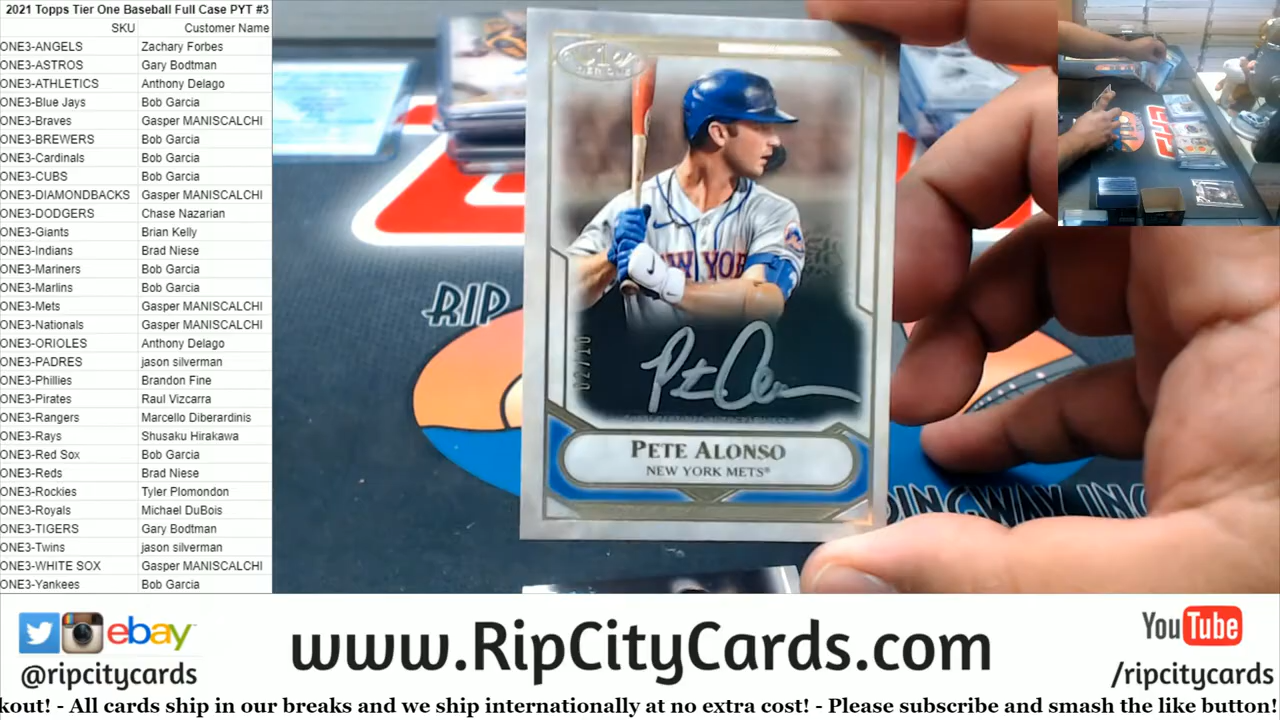 2021 Topps Tier One Baseball Full Case PYT #3
SKU Customer Name
ONE3-ANGELS Zachary Forbes
ONE3-ASTROS Gary Bodtman
ONE3-ATHLETICS Anthony Delago
ONE3-Blue Jays Bob Garcia
ONE3-Braves Gasper MANISCALCHI
ONE3-BREWERS Bob Garcia
ONE3-Cardinals Bob Garcia
ONE3-CUBS Bob Garcia
ONE3-DIAMONDBACKS Gasper MANISCALCHI
ONE3-DODGERS Chase Nazarian
ONE3-Giants Brian Kelly
ONE3-Indians Brad Niese
ONE3-Mariners Bob Garcia
ONE3-Marlins Bob Garcia
ONE3-Mets Gasper MANISCALCHI
ONE3-Nationals Gasper MANISCALCHI
ONE3-ORIOLES Anthony Delago
ONE3-PADRES jason silverman
ONE3-Phillies Brandon Fine
ONE3-Pirates Raul Vizcarra
ONE3-Rangers Marcello Diberardinis
ONE3-Rays Shusaku Hirakawa
ONE3-Red Sox Bob Garcia
ONE3-Reds Brad Niese
ONE3-Rockies Tyler Plomondon
ONE3-Royals Michael DuBois
ONE3-TIGERS Gary Bodtman
ONE3-Twins jason silverman
ONE3-WHITE SOX Gasper MANISCALCHI
ONE3-Yankees Bob Garcia
RIP
W YOR
02/10
PETE ALONSO
NEW YORK METS®
INGWAY INC
ebay
@ripcitycards
www.RipCityCards.com
YouTube
/ripcitycards
kout! - All cards ship in our breaks and we ship internationally at no extra cost! - Please subscribe and smash the like button!